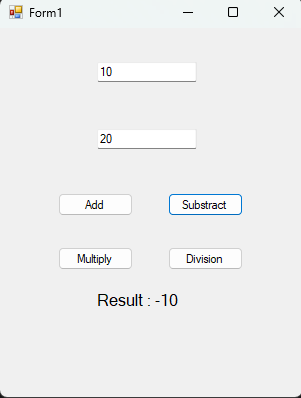 Form1
10
20
Add Substract
Multiply Division
Result : -10